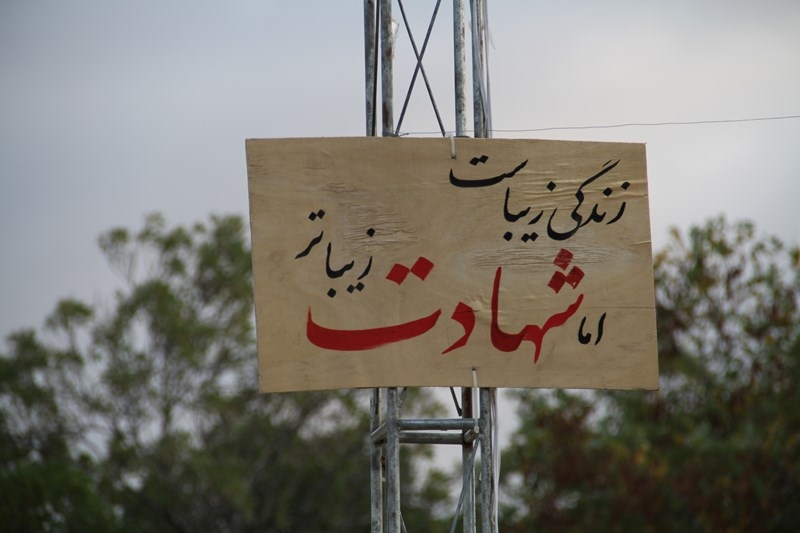 زندگی زیباست
اما شهادت زیباتر